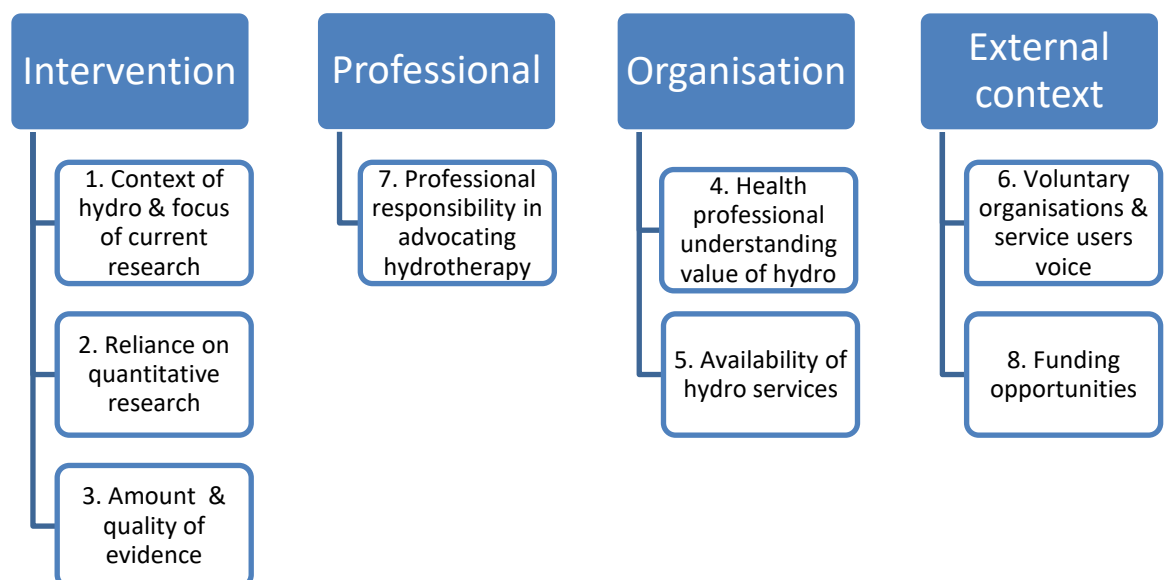 Intervention
1. Context of
hydro & focus
of current
research
2. Reliance on
quantitative
research
3. Amount & 
quality of
evidence
Professional
7. Professional
responsibility in
advocating
hydrotherapy
Organisation
4. Health
professional
understanding
value of hydro
5. Availability of
hydro services
External
context
6. Voluntary
organisations &
service users
voice
8. Funding
opportunities